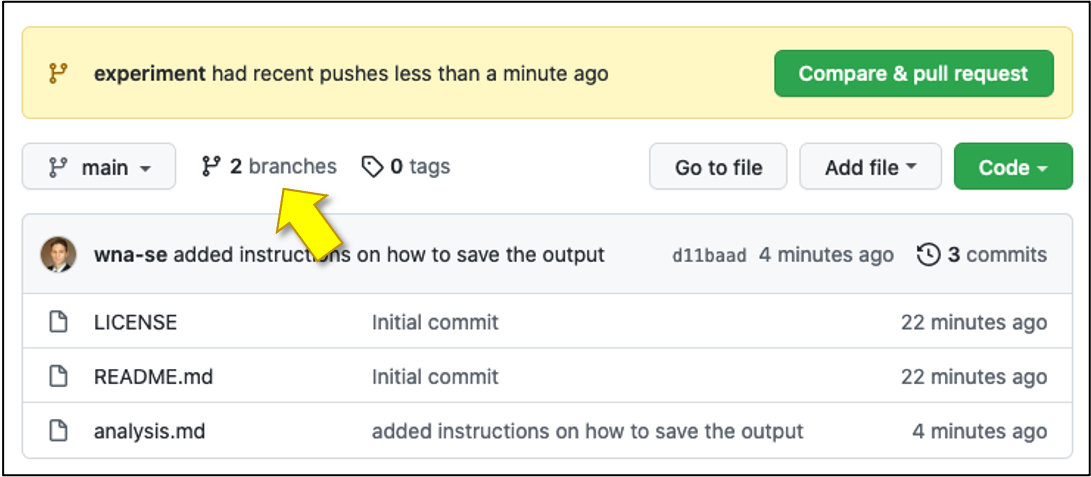 experiment had recent pushes less than a minute ago Compare & pull request
main 2 branches 0 tags Go to file Add file Code
wna-se added instructions on how to save the output d11baad 4 minutes ago 3 commits
LICENSE Initial commit 22 minutes ago
README.md Initial commit 22 minutes ago
analysis.md added instructions on how to save the output 4 minutes ago